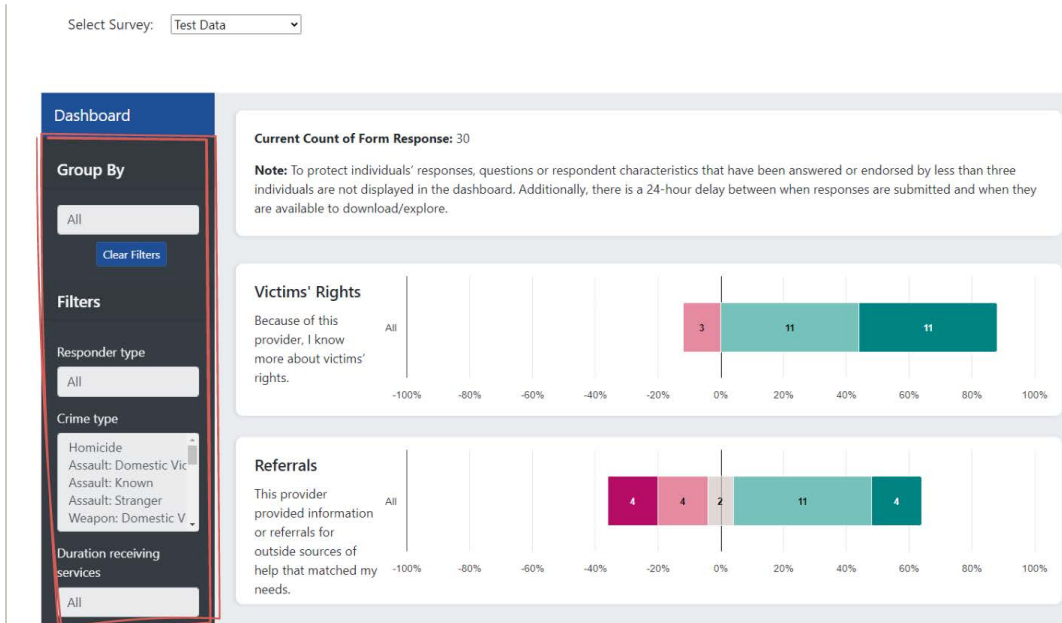 Select Survey: Test Data
Dashboard
Group By
All
Clear Filters
Filters
Responder type
All
Crime type
Homicide
Assault: Domestic Vic
Assault: Known
Assault: Stranger
Weapon: Domestic V
Duration receiving
services
All
Current Count of Form Response: 30
Note: To protect individuals' responses, questions or respondent characteristics that have been answered or endorsed by less than three
individuals are not displayed in the dashboard. Additionally, there is a 24-hour delay between when responses are submitted and when they
are available to download/explore.
Victims' Rights
Because of this
provider, I know
more about victims'
rights.
All
3 11 11
-100% -80% -60% -40% -20% 0% 20% 40% 60% 80% 100%
Referrals
This provider
provided information
or referrals for
outside sources of
help that matched my
needs.
All
4 4 2 11 4
-100% -80% -60% -40% -20% 0% 20% 40% 60% 80% 100%